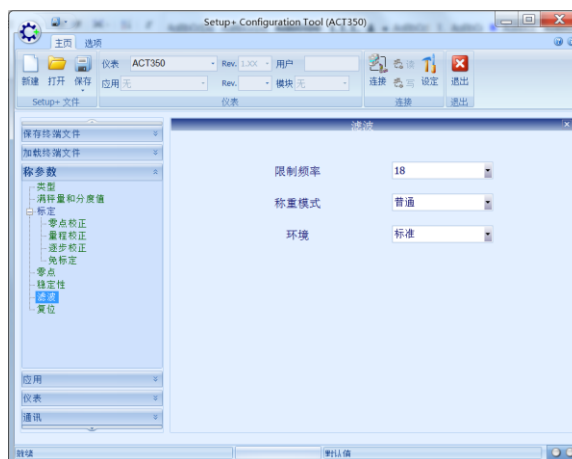 Setup+ Configuration Tool (ACT350)
主页 选项
新建 打开 保存
仪表 ACT350 Rev. 1.XX 用户
应用 无 Rev. 模块 无
连接 读 写 设定 退出
Setup+ 文件 仪表 连接 退出
保存终端文件
加载终端文件
称参数
类型
满秤量和分度值
标定
零点校正
量程校正
逐步校正
免标定
零点
稳定性
滤波
复位
应用
仪表
通讯
滤波
限制频率 18
称重模式 普通
环境 标准
就绪 默认值